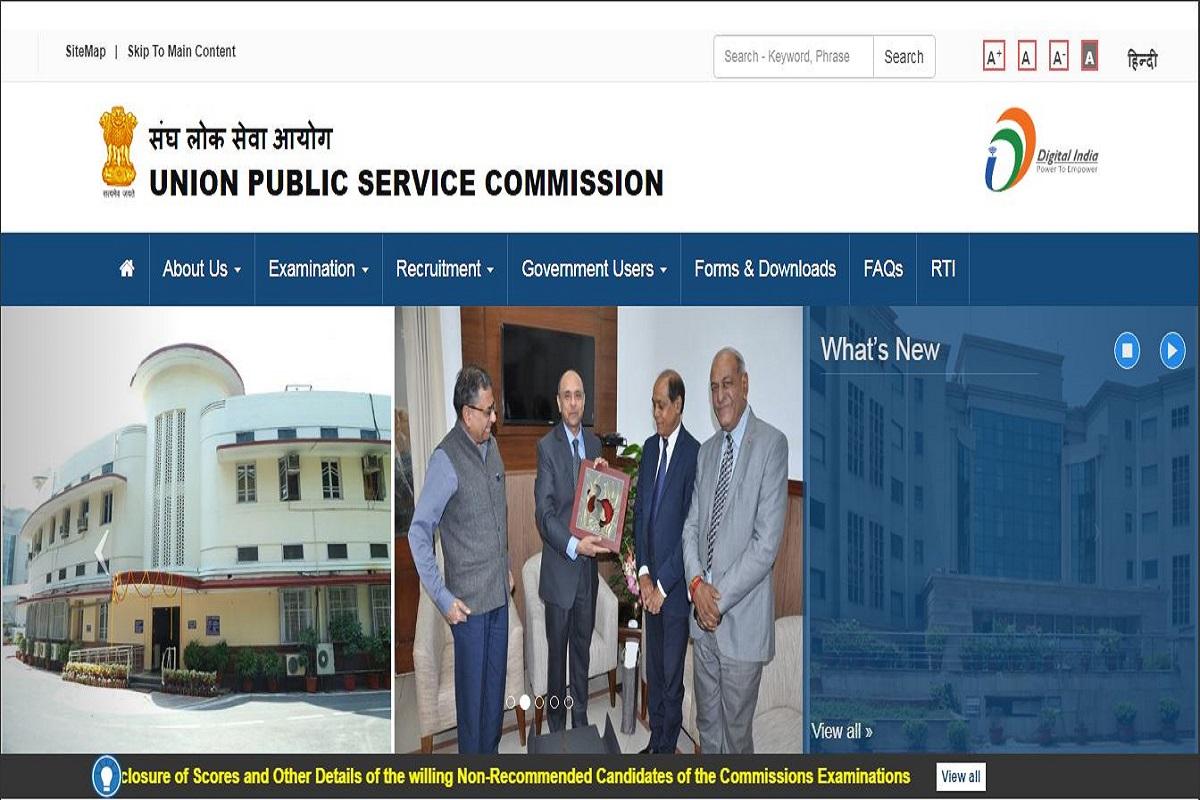 SiteMap | Skip To Main Content
Search - Keyword, Phrase Search
A+ A A- A
हिन्दी
संघ लोक सेवा आयोग
UNION PUBLIC SERVICE COMMISSION
सत्यमेव जयते
Digital India
Power To Empower
About Us Examination Recruitment Government Users Forms & Downloads FAQs RTI
What's New
View all »
closure of Scores and Other Details of the willing Non-Recommended Candidates of the Commissions Examinations View all